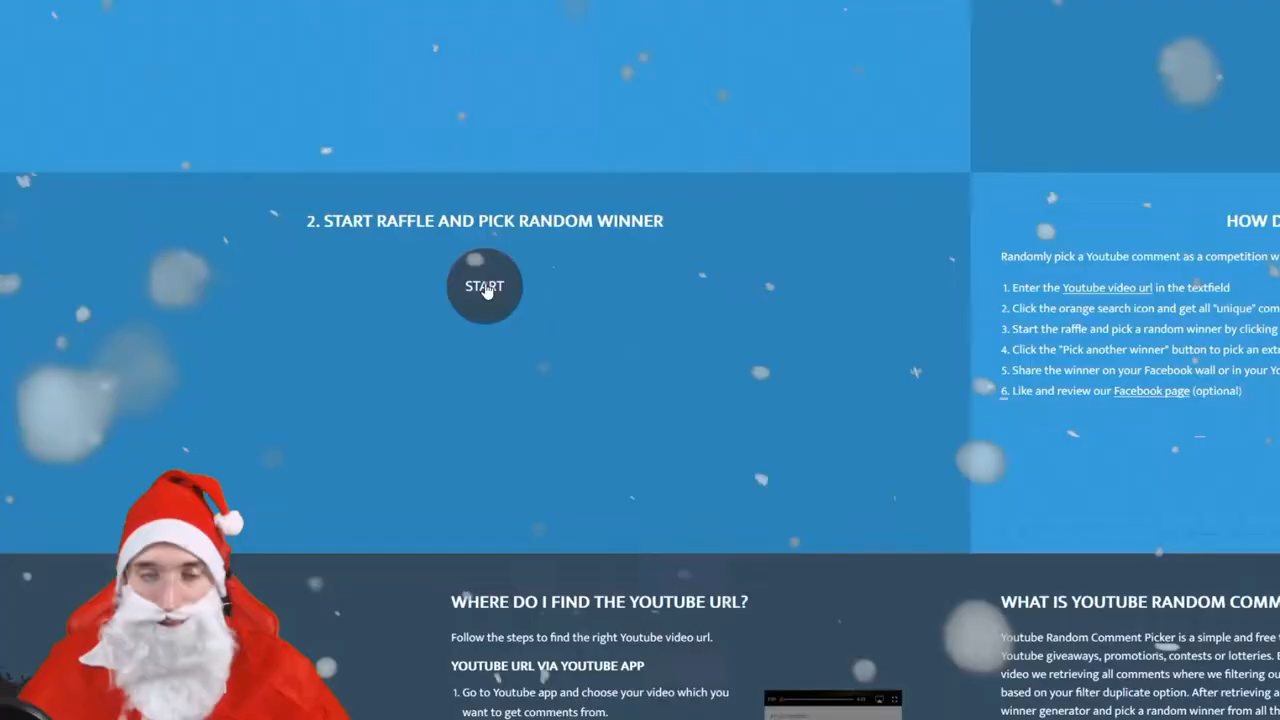 2. START RAFFLE AND PICK RANDOM WINNER
START
HOW D
Randomly pick a Youtube comment as a competition w
1. Enter the Youtube video url in the textfield
2. Click the orange search icon and get all "unique" com
3. Start the raffle and pick a random winner by clicking
4. Click the "Pick another winner" button to pick an ext
5. Share the winner on your Facebook wall or in your Yo
6. Like and review our Facebook page (optional)
WHERE DO I FIND THE YOUTUBE URL?
Follow the steps to find the right Youtube video url.
YOUTUBE URL VIA YOUTUBE APP
1. Go to Youtube app and choose your video which you
want to get comments from.
WHAT IS YOUTUBE RANDOM COMM
Youtube Random Comment Picker is a simple and free t
Youtube giveaways, promotions, contests or lotteries.
video we retrieving all comments where we filtering ou
based on your filter duplicate option. After retrieving a
winner generator and pick a random winner from all th